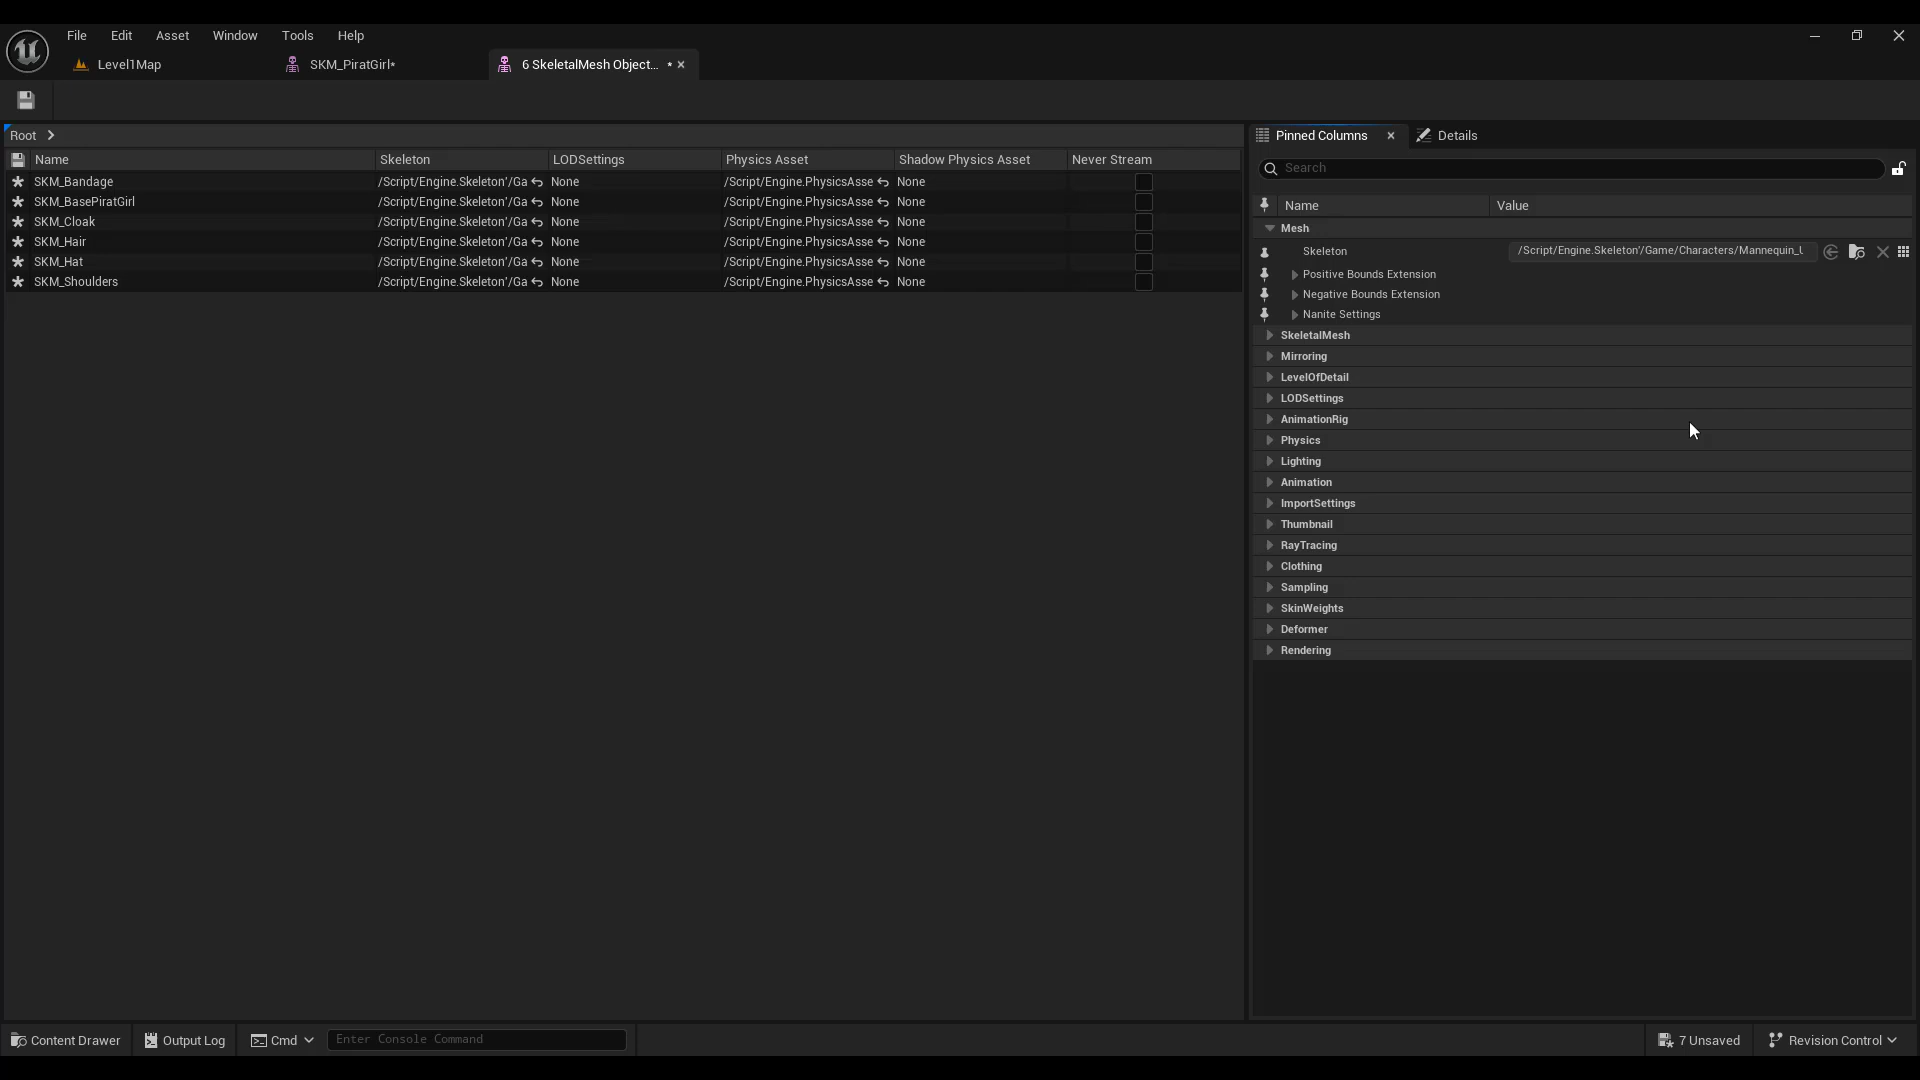 File Edit Asset Window Tools Help
Level1Map SKM_PiratGirl* 6 SkeletalMesh Object... *
Root
Name Skeleton LODSettings Physics Asset Shadow Physics Asset Never Stream
SKM_Bandage /Script/Engine.Skeleton'/Ga None /Script/Engine.PhysicsAsse None
SKM_BasePiratGirl /Script/Engine.Skeleton'/Ga None /Script/Engine.PhysicsAsse None
SKM_Cloak /Script/Engine.Skeleton'/Ga None /Script/Engine.PhysicsAsse None
SKM_Hair /Script/Engine.Skeleton'/Ga None /Script/Engine.PhysicsAsse None
SKM_Hat /Script/Engine.Skeleton'/Ga None /Script/Engine.PhysicsAsse None
SKM_Shoulders /Script/Engine.Skeleton'/Ga None /Script/Engine.PhysicsAsse None
Pinned Columns Details
Search
Name Value
Mesh
Skeleton /Script/Engine.Skeleton'/Game/Characters/Mannequin_U
Positive Bounds Extension
Negative Bounds Extension
Nanite Settings
SkeletalMesh
Mirroring
LevelOfDetail
LODSettings
AnimationRig
Physics
Lighting
Animation
ImportSettings
Thumbnail
RayTracing
Clothing
Sampling
SkinWeights
Deformer
Rendering
Content Drawer Output Log Cmd Enter Console Command 7 Unsaved Revision Control